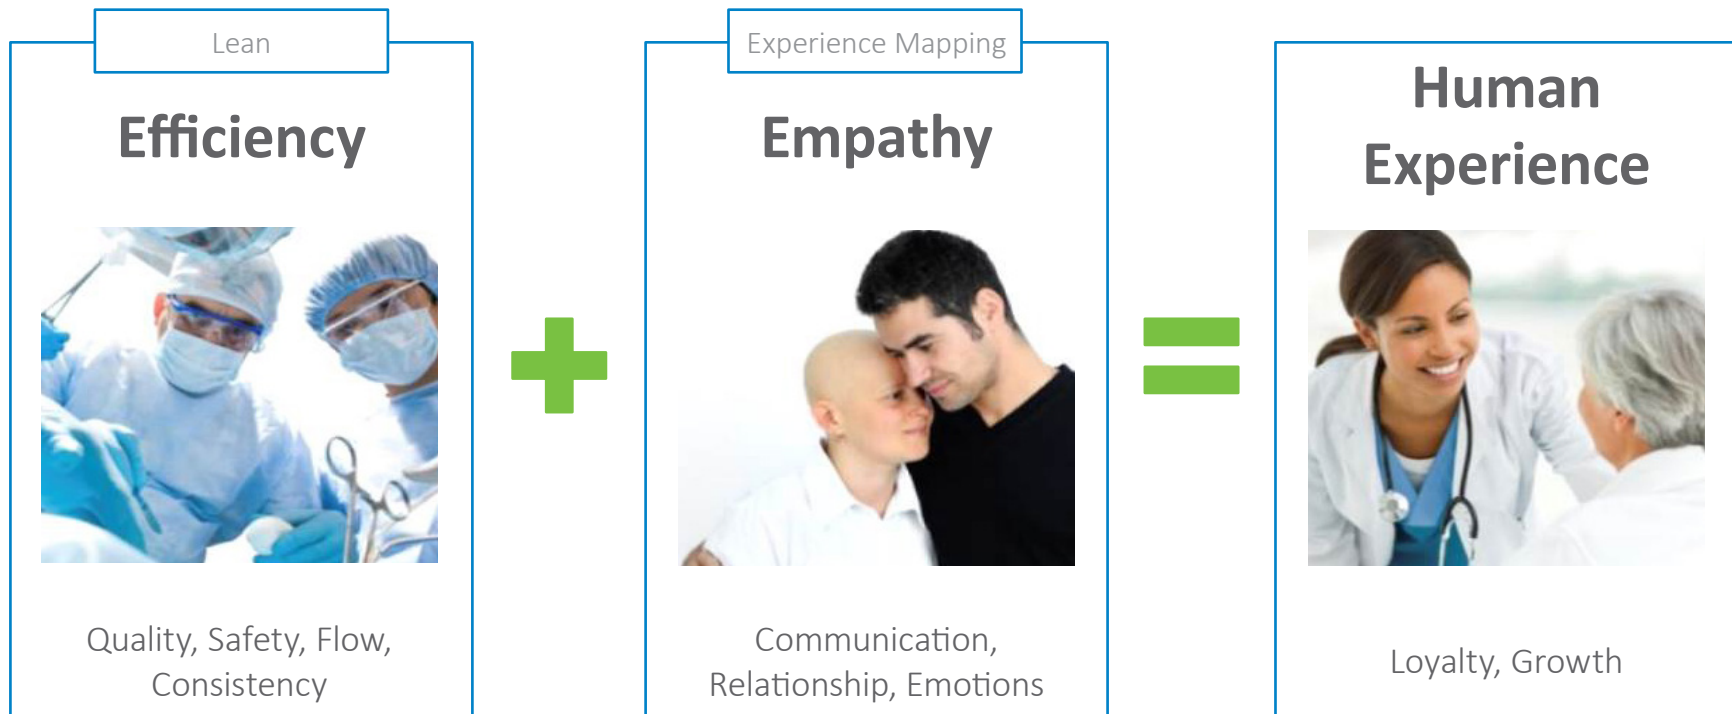 Lean
Efficiency
Quality, Safety, Flow,
Consistency
Experience Mapping
Empathy
Communication,
Relationship, Emotions
Human
Experience
Loyalty, Growth